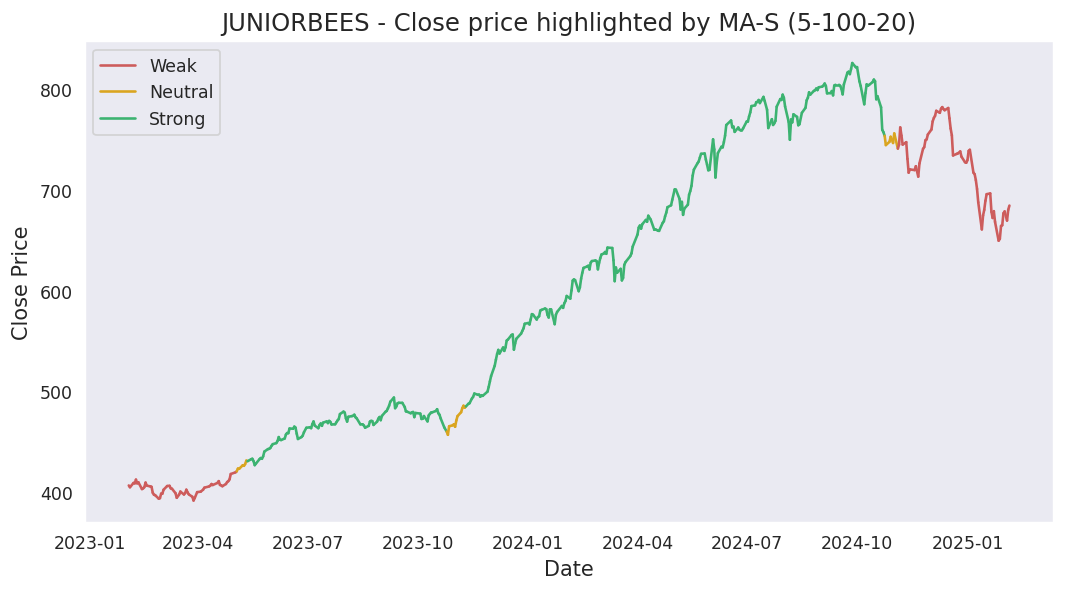 JUNIORBEES - Close price highlighted by MA-S (5-100-20)
Weak
Neutral
Strong
Close Price
800
700
600
500
400
2023-01 2023-04 2023-07 2023-10 2024-01 2024-04 2024-07 2024-10 2025-01
Date